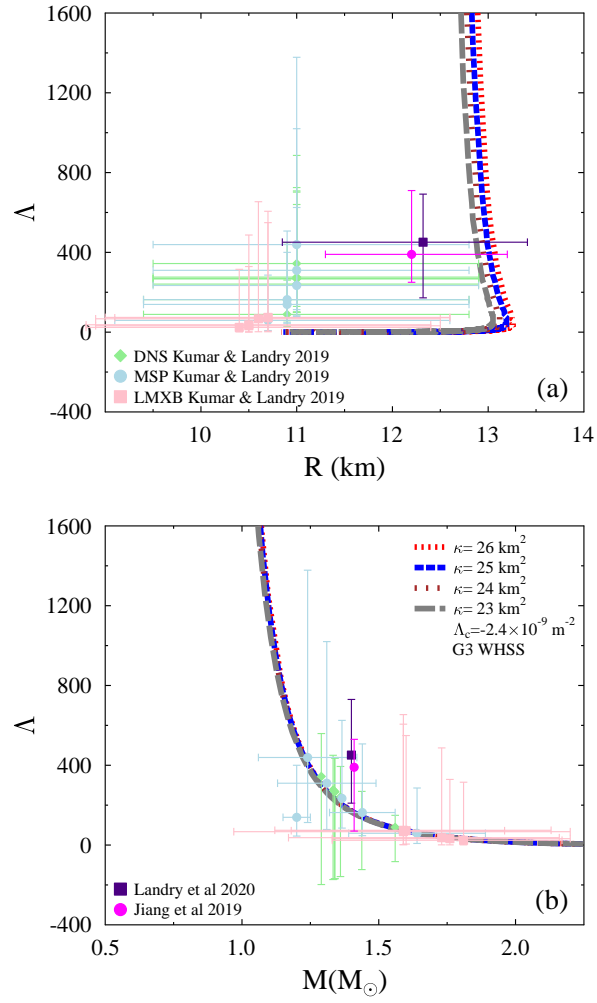 1600
1200
800
400
0
-400
Λ
DNS Kumar & Landry 2019
MSP Kumar & Landry 2019
LMXB Kumar & Landry 2019
(a)
10 11 12 13 14
R (km)
1600
1200
800
400
0
-400
Λ
κ= 26 km²
κ= 25 km²
κ= 24 km²
κ= 23 km²
Λc=-2.4×10⁻⁹ m⁻²
G3 WHSS
Landry et al 2020
Jiang et al 2019
(b)
0.5 1.0 1.5 2.0
M(M⊙)